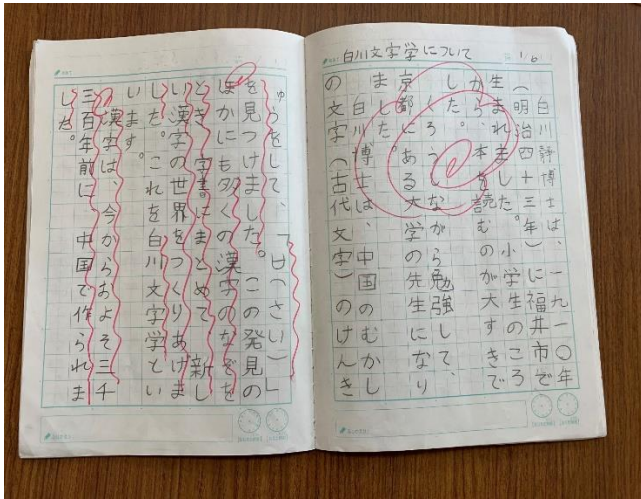 白川文字学について
1/6
白川静博士は、一九一〇年
(明治四十三年)に福井市で
生まれました。小学生のころ
から、本を読むのが大すきで
した。
くろうしながら勉強して、
京都にある大学の先生になり
ました。
白川博士は、中国のむかし
の文字(古代文字)のけんき
ゅうをして、「𠙵(さい)」
を見つけました。この発見の
ほかにも多くの漢字のなぞを
とき、字書にまとめて新し
い漢字の世界をつくりあげま
した。これを白川文字学とい
います。
漢字は、今からおよそ三千
三百年前に中国で作られま
した。